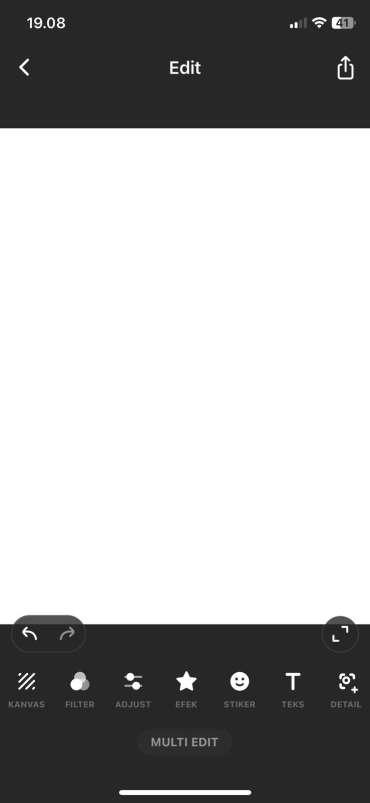 19.08
41
Edit
KANVAS
FILTER
ADJUST
EFEK
STIKER
TEKS
DETAIL
MULTI EDIT